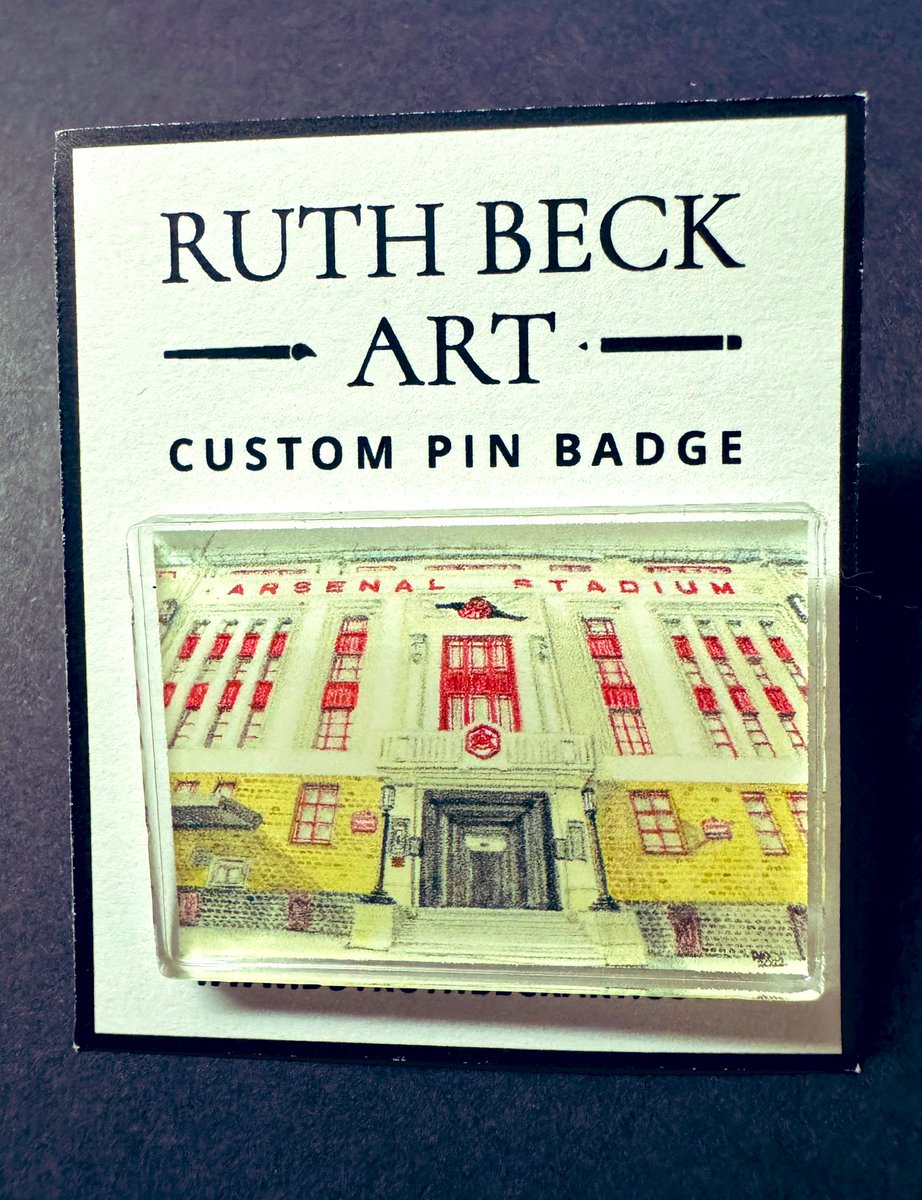 RUTH BECK
ART
CUSTOM PIN BADGE
ARSENAL STADIUM